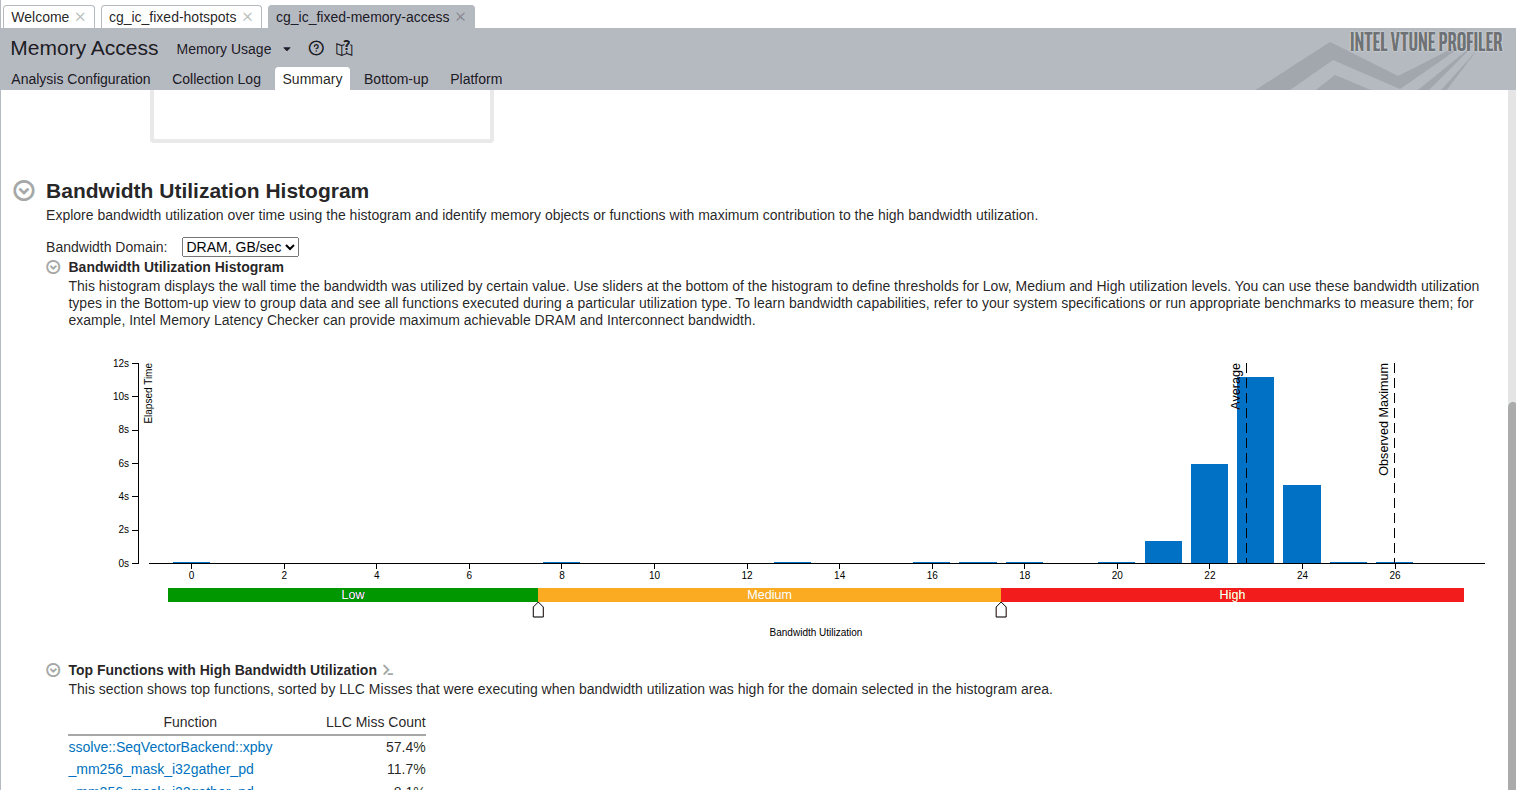 Welcome
cg_ic_fixed-hotspots
cg_ic_fixed-memory-access
Memory Access Memory Usage
INTEL VTUNE PROFILER
Analysis Configuration Collection Log Summary Bottom-up Platform
Bandwidth Utilization Histogram
Explore bandwidth utilization over time using the histogram and identify memory objects or functions with maximum contribution to the high bandwidth utilization.
Bandwidth Domain: DRAM, GB/sec
Bandwidth Utilization Histogram
This histogram displays the wall time the bandwidth was utilized by certain value. Use sliders at the bottom of the histogram to define thresholds for Low, Medium and High utilization levels. You can use these bandwidth utilization
types in the Bottom-up view to group data and see all functions executed during a particular utilization type. To learn bandwidth capabilities, refer to your system specifications or run appropriate benchmarks to measure them; for
example, Intel Memory Latency Checker can provide maximum achievable DRAM and Interconnect bandwidth.
12s
10s
8s
6s
4s
2s
0s
Elapsed Time
Average
Observed Maximum
0 2 4 6 8 10 12 14 16 18 20 22 24 26
Low Medium High
Bandwidth Utilization
Top Functions with High Bandwidth Utilization
This section shows top functions, sorted by LLC Misses that were executing when bandwidth utilization was high for the domain selected in the histogram area.
Function LLC Miss Count
ssolve::SeqVectorBackend::xpby 57.4%
_mm256_mask_i32gather_pd 11.7%
_mm256_mask_i32gather_pd